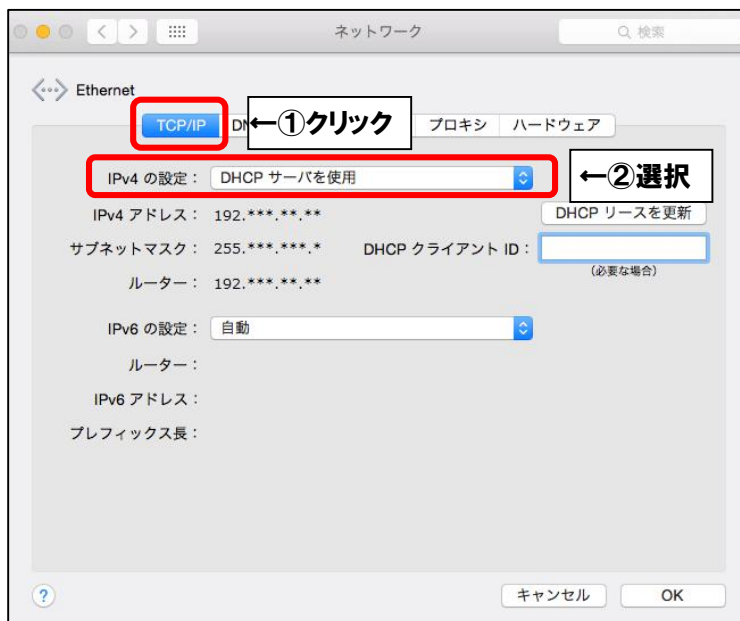 ネットワーク
検索
Ethernet
TCP/IP
←①クリック
プロキシ
ハードウェア
IPv4 の設定：
DHCP サーバを使用
←②選択
IPv4 アドレス： 192.***.**.**
DHCP リースを更新
サブネットマスク： 255.***.***.*
DHCP クライアント ID：
（必要な場合）
ルーター： 192.***.**.**
IPv6 の設定：
自動
ルーター：
IPv6 アドレス：
プレフィックス長：
?
キャンセル
OK